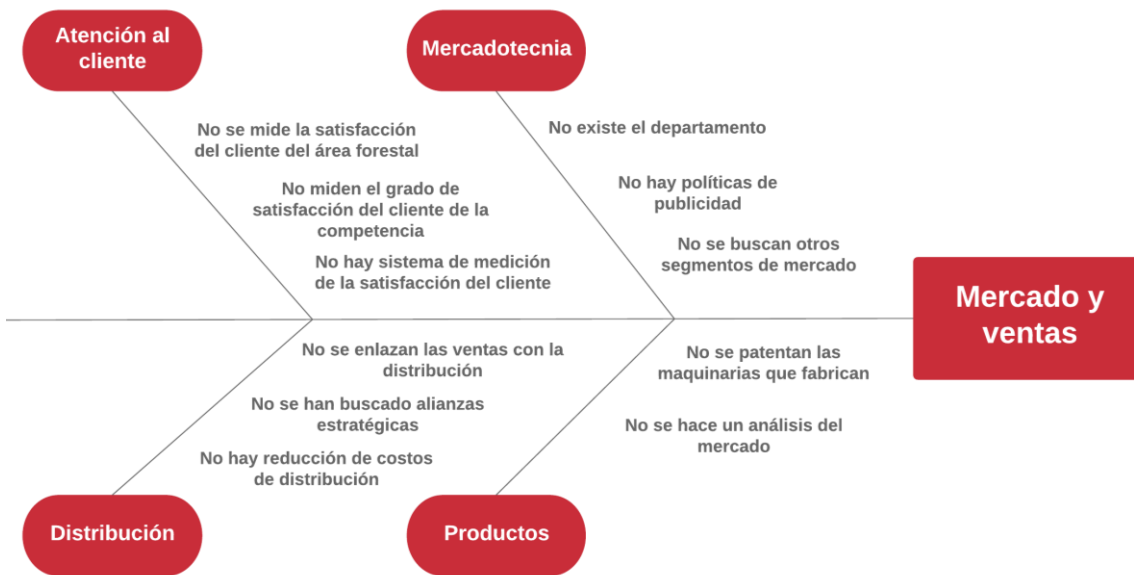 Atención al
cliente
Mercadotecnia
No se mide la satisfacción
del cliente del área forestal
No miden el grado de
satisfacción del cliente de la
competencia
No hay sistema de medición
de la satisfacción del cliente
No existe el departamento
No hay políticas de
publicidad
No se buscan otros
segmentos de mercado
Mercado y
ventas
No se enlazan las ventas con la
distribución
No se han buscado alianzas
estratégicas
No hay reducción de costos
de distribución
No se patentan las
maquinarias que fabrican
No se hace un análisis del
mercado
Distribución
Productos